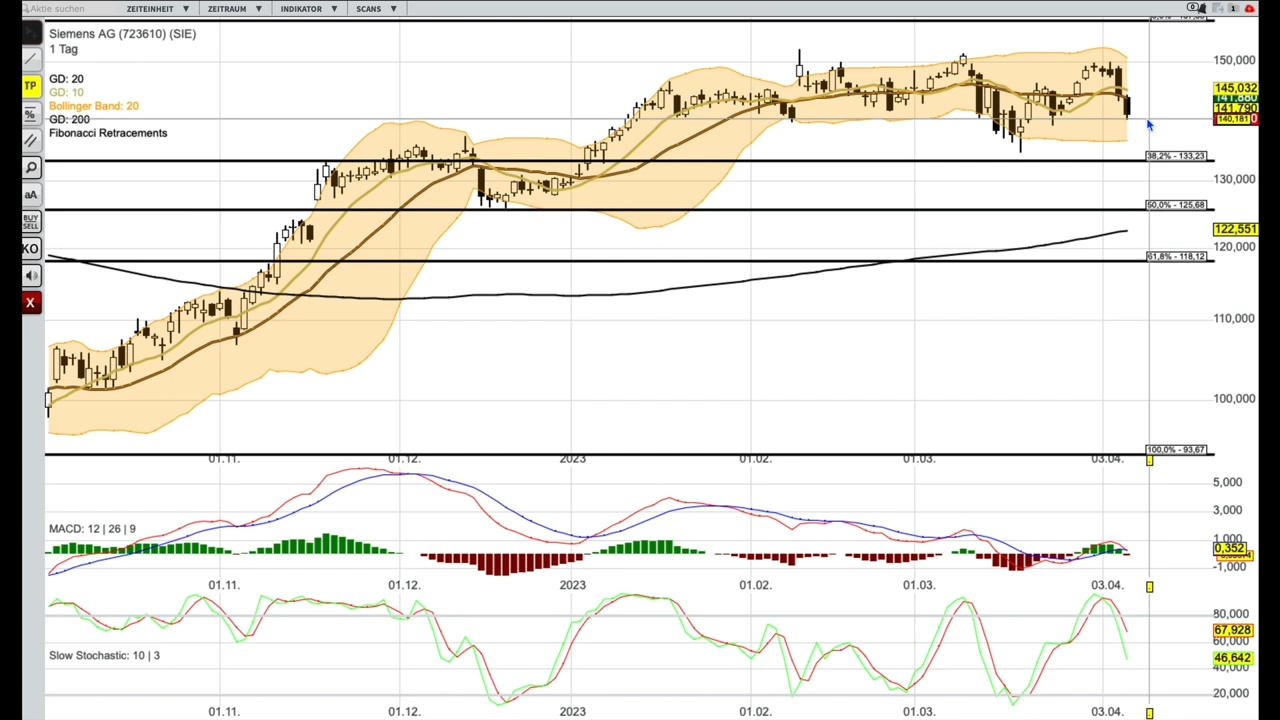 Aktie suchen ZEITEINHEIT ▼ ZEITRAUM ▼ INDIKATOR ▼ SCANS ▼ 0 1
Siemens AG (723610) (SIE)
1 Tag
GD: 20
GD: 10
Bollinger Band: 20
GD: 200
Fibonacci Retracements
TP
%
aA
BUY
SELL
KO
X
150,000
145,032
141,790
140,181
38,2% - 133,23
130,000
50,0% - 125,68
122,551
120,000
61,8% - 118,12
110,000
100,000
100,0% - 93,67
01.11. 01.12. 2023 01.02. 01.03. 03.04.
5,000
3,000
MACD: 12 | 26 | 9
1,000
0,352
-1,000
01.11. 01.12. 2023 01.02. 01.03. 03.04.
80,000
67,928
60,000
Slow Stochastic: 10 | 3
46,642
40,000
20,000
01.11. 01.12. 2023 01.02. 01.03. 03.04.